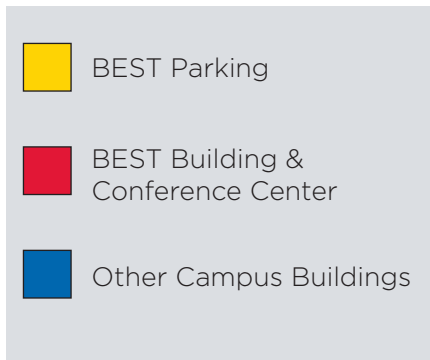 BEST Parking
BEST Building &
Conference Center
Other Campus Buildings